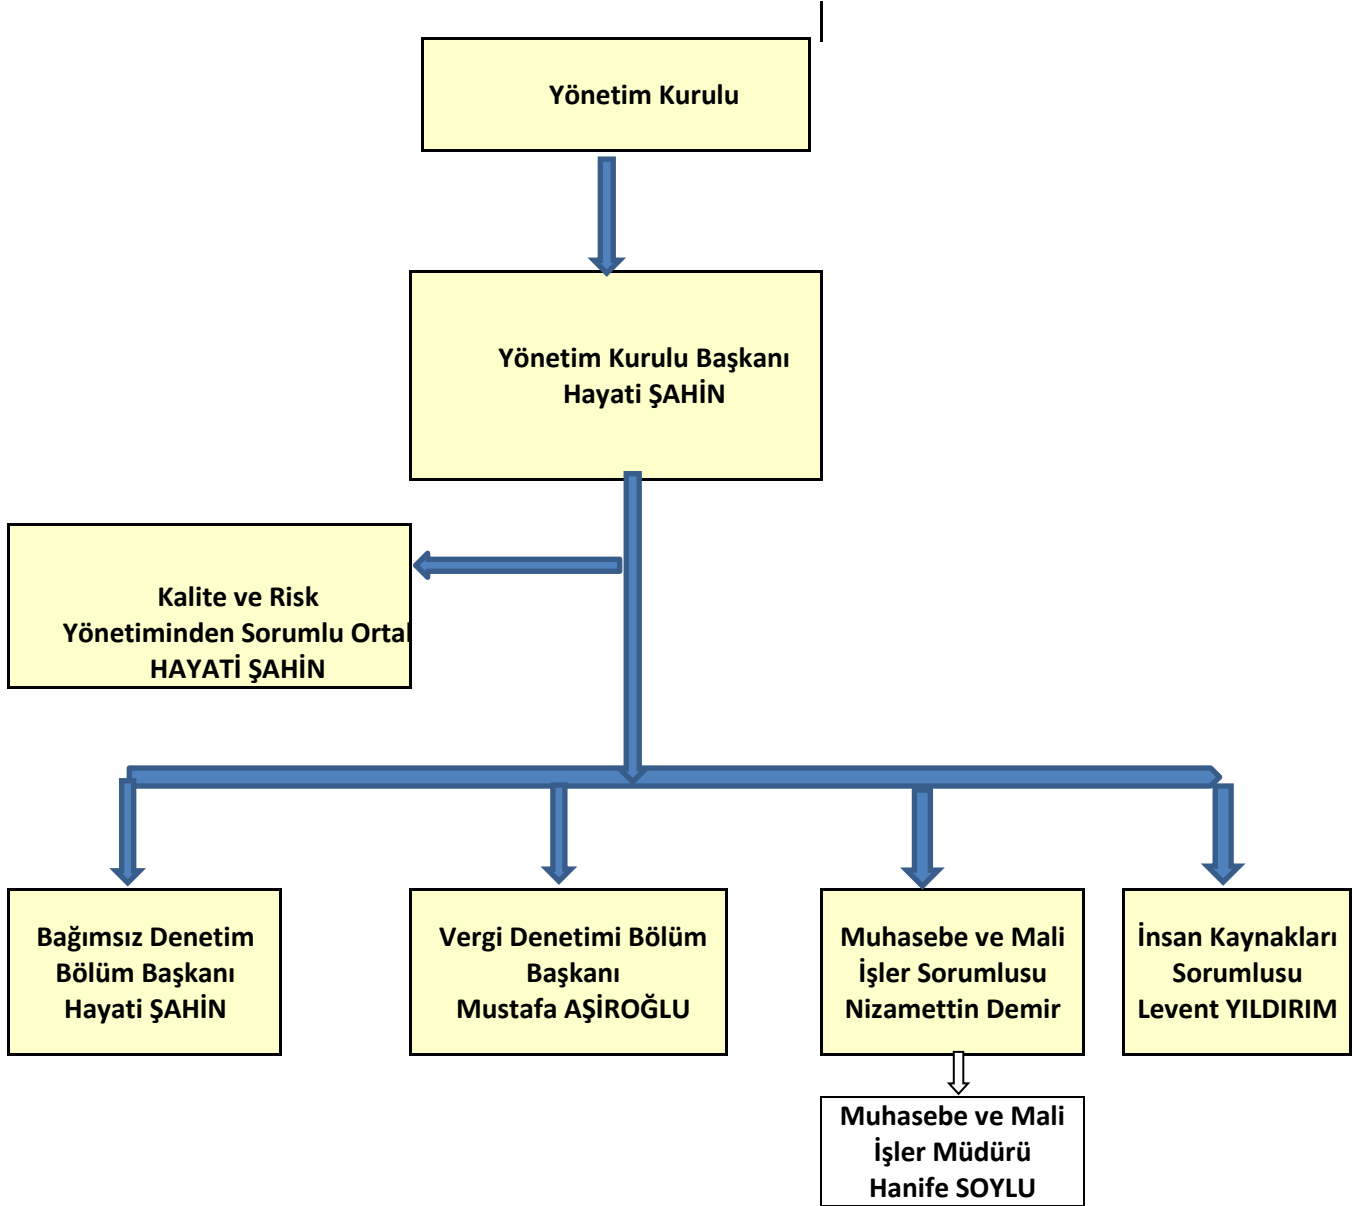 Yönetim Kurulu
Yönetim Kurulu Başkanı
Hayati ŞAHİN
Kalite ve Risk
Yönetiminden Sorumlu Ortal
HAYATİ ŞAHİN
Bağımsız Denetim
Bölüm Başkanı
Hayati ŞAHİN
Vergi Denetimi Bölüm
Başkanı
Mustafa AŞİROĞLU
Muhasebe ve Mali
İşler Sorumlusu
Nizamettin Demir
İnsan Kaynakları
Sorumlusu
Levent YILDIRIM
Muhasebe ve Mali
İşler Müdürü
Hanife SOYLU